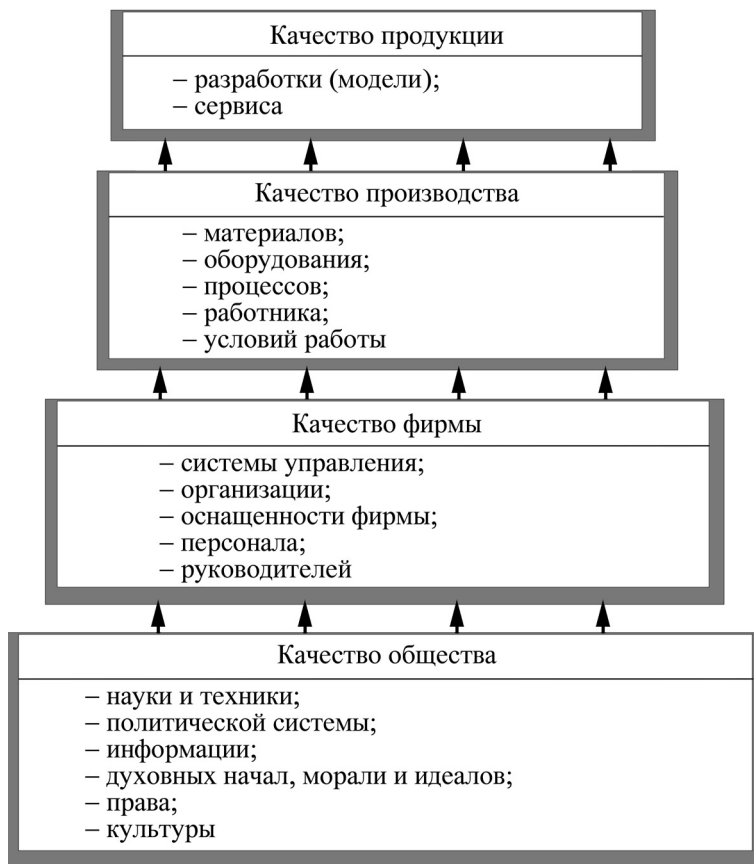 Качество продукции
– разработки (модели);
– сервиса
Качество производства
– материалов;
– оборудования;
– процессов;
– работника;
– условий работы
Качество фирмы
– системы управления;
– организации;
– оснащенности фирмы;
– персонала;
– руководителей
Качество общества
– науки и техники;
– политической системы;
– информации;
– духовных начал, морали и идеалов;
– права;
– культуры